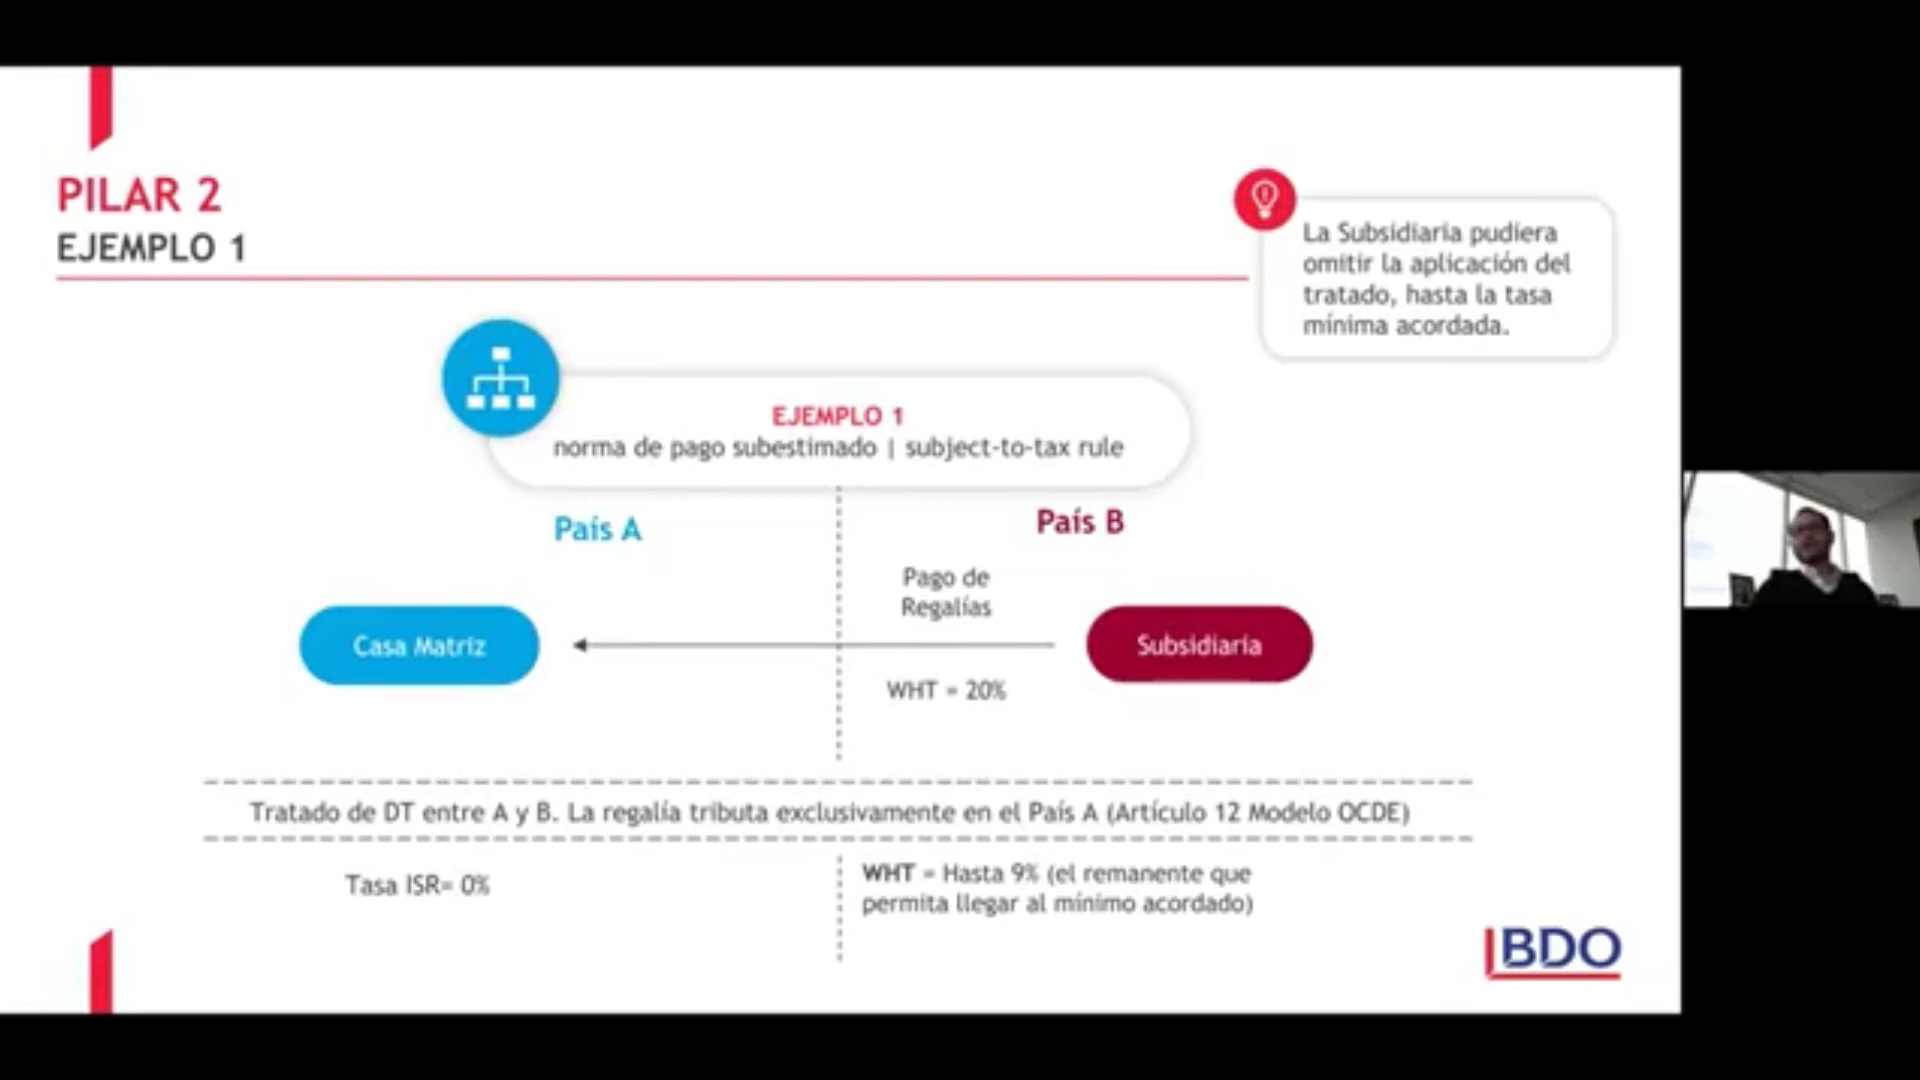 PILAR 2
EJEMPLO 1
La Subsidiaria pudiera
omitir la aplicación del
tratado, hasta la tasa
mínima acordada.
EJEMPLO 1
norma de pago subestimado | subject-to-tax rule
País A
País B
Pago de
Regalías
Casa Matriz
Subsidiaria
WHT = 20%
Tratado de DT entre A y B. La regalía tributa exclusivamente en el País A (Artículo 12 Modelo OCDE)
Tasa ISR= 0%
WHT = Hasta 9% (el remanente que
permita llegar al mínimo acordado)
BDO